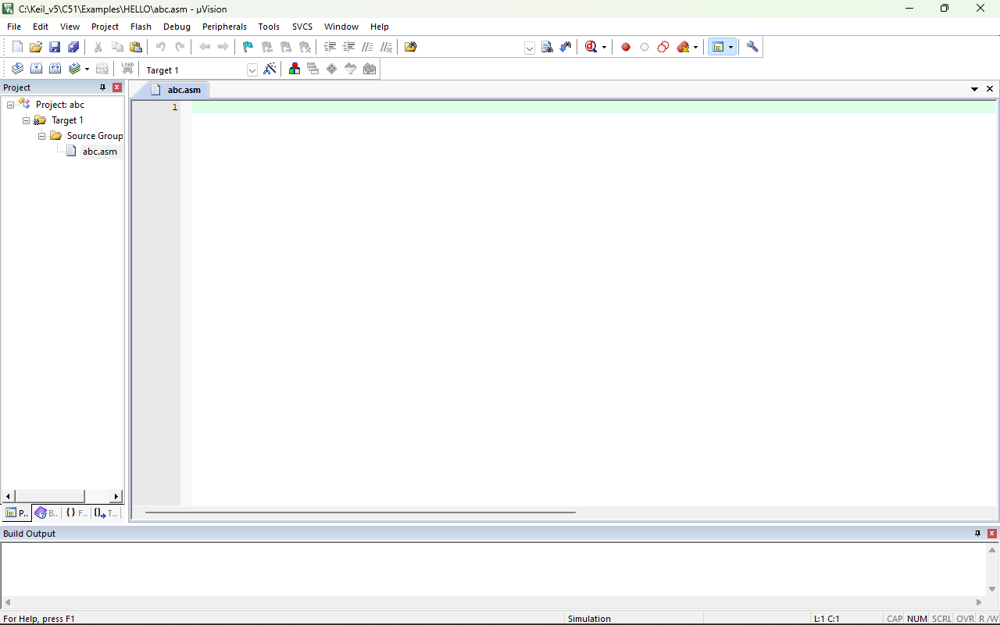 C:\Keil_v5\C51\Examples\HELLO\abc.asm - µVision
File Edit View Project Flash Debug Peripherals Tools SVCS Window Help
LOAD
Target 1
Project
abc.asm
1
Project: abc
Target 1
Source Group
abc.asm
P.. B.. {} F.. T..
Build Output
For Help, press F1
Simulation
L:1 C:1
CAP NUM SCRL OVR R /W